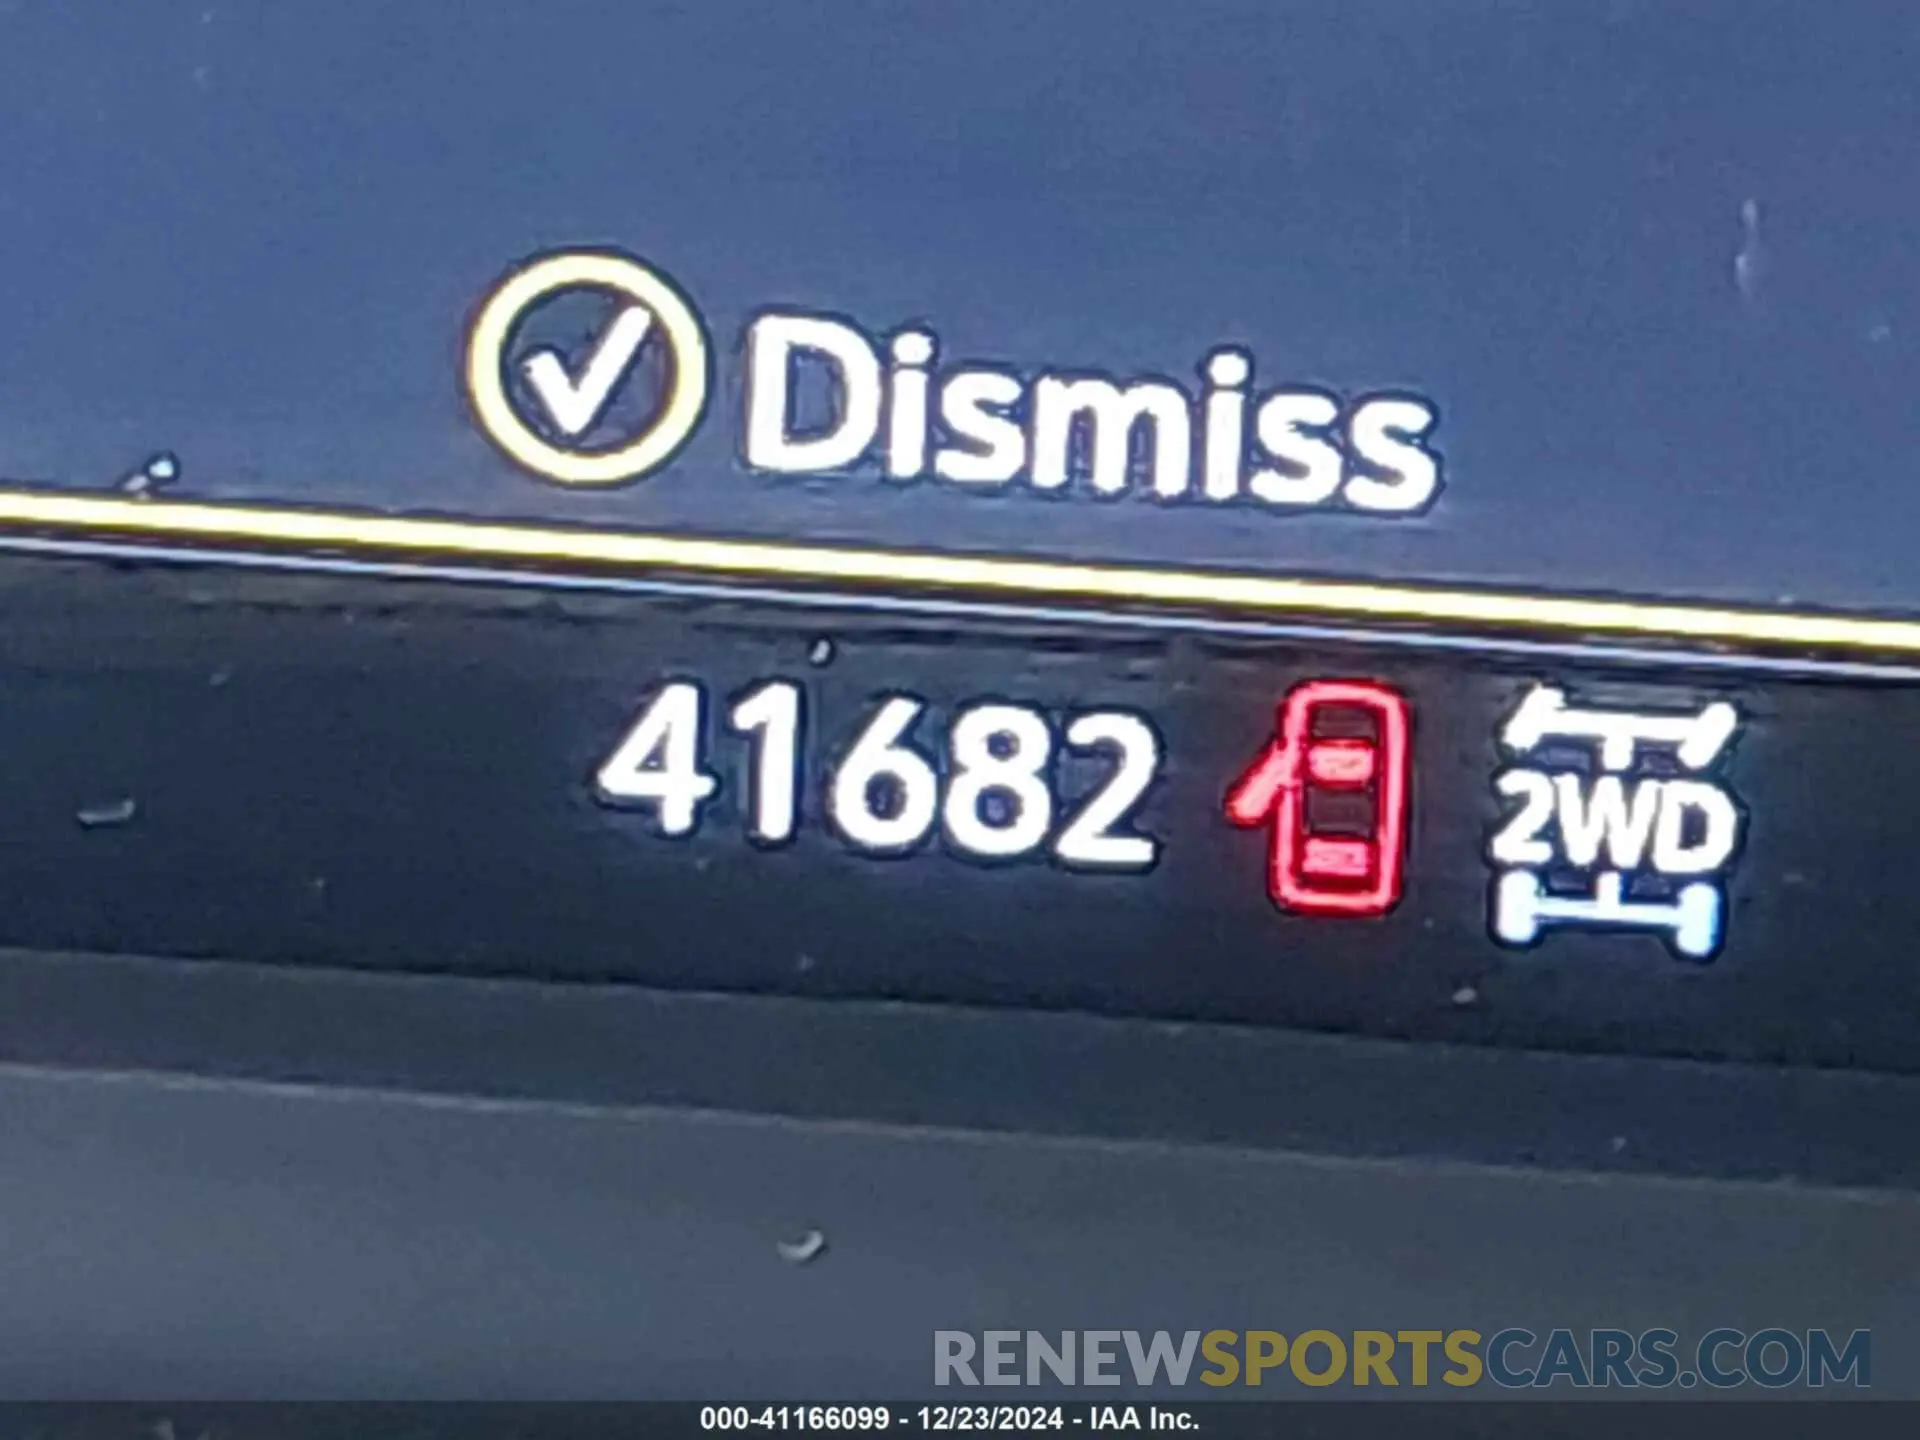 Dismiss
41682
2WD
RENEWSPORTSCARS.COM
000-41166099 - 12/23/2024 - IAA Inc.